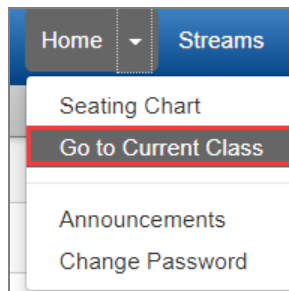 Home Streams
Seating Chart
Go to Current Class
Announcements
Change Password